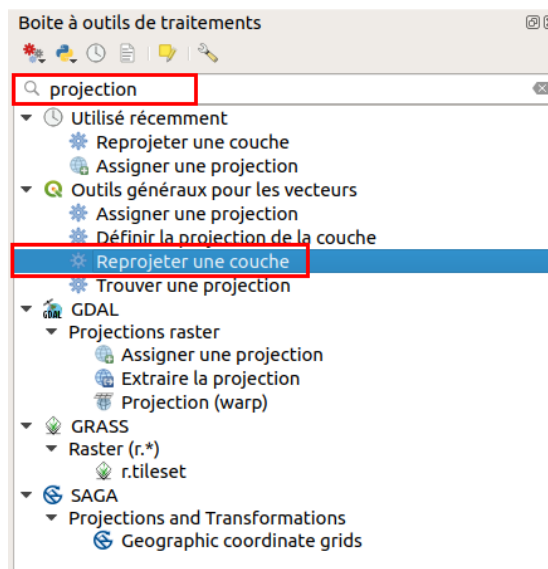 Boite à outils de traitements
projection
Utilisé récemment
Reprojeter une couche
Assigner une projection
Outils généraux pour les vecteurs
Assigner une projection
Définir la projection de la couche
Reprojeter une couche
Trouver une projection
GDAL
Projections raster
Assigner une projection
Extraire la projection
Projection (warp)
GRASS
Raster (r.*)
r.tileset
SAGA
Projections and Transformations
Geographic coordinate grids